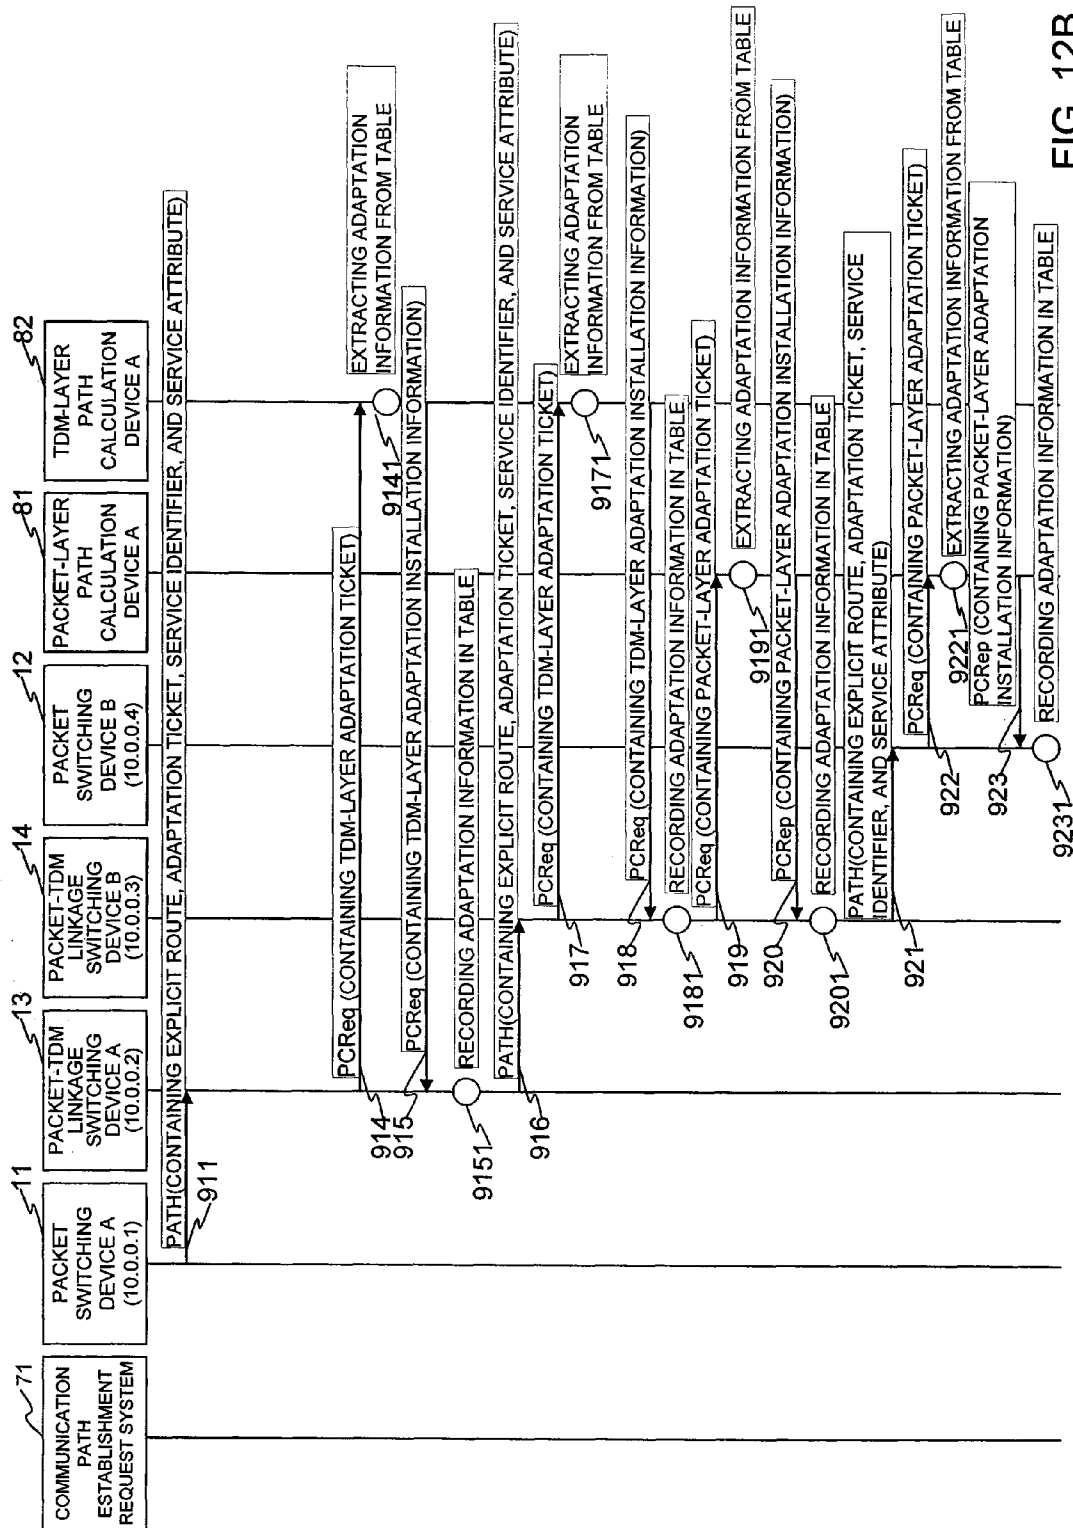 COMMUNICATION
PATH
ESTABLISHMENT
REQUEST SYSTEM
71
PACKET
SWITCHING
DEVICE A
(10.0.0.1)
11
PACKET-TDM
LINKAGE
SWITCHING
DEVICE A
(10.0.0.2)
13
PACKET-TDM
LINKAGE
SWITCHING
DEVICE B
(10.0.0.3)
14
PACKET
SWITCHING
DEVICE B
(10.0.0.4)
12
PACKET-LAYER
PATH
CALCULATION
DEVICE A
81
TDM-LAYER
PATH
CALCULATION
DEVICE A
82
PATH(CONTAINING EXPLICIT ROUTE, ADAPTATION TICKET, SERVICE IDENTIFIER, AND SERVICE ATTRIBUTE)
911
PCReq (CONTAINING TDM-LAYER ADAPTATION TICKET)
914
EXTRACTING ADAPTATION
INFORMATION FROM TABLE
9141
PCReq (CONTAINING TDM-LAYER ADAPTATION INSTALLATION INFORMATION)
915
RECORDING ADAPTATION INFORMATION IN TABLE
9151
PATH(CONTAINING EXPLICIT ROUTE, ADAPTATION TICKET, SERVICE IDENTIFIER, AND SERVICE ATTRIBUTE)
916
PCReq (CONTAINING TDM-LAYER ADAPTATION TICKET)
917
EXTRACTING ADAPTATION
INFORMATION FROM TABLE
9171
PCReq (CONTAINING TDM-LAYER ADAPTATION INSTALLATION INFORMATION)
918
RECORDING ADAPTATION INFORMATION IN TABLE
9181
PCReq (CONTAINING PACKET-LAYER ADAPTATION TICKET)
919
EXTRACTING ADAPTATION INFORMATION FROM TABLE
9191
PCRep (CONTAINING PACKET-LAYER ADAPTATION INSTALLATION INFORMATION)
920
RECORDING ADAPTATION INFORMATION IN TABLE
9201
PATH(CONTAINING EXPLICIT ROUTE, ADAPTATION TICKET, SERVICE
IDENTIFIER, AND SERVICE ATTRIBUTE)
921
PCReq (CONTAINING PACKET-LAYER ADAPTATION TICKET)
922
EXTRACTING ADAPTATION INFORMATION FROM TABLE
9221
PCRep (CONTAINING PACKET-LAYER ADAPTATION
INSTALLATION INFORMATION)
923
RECORDING ADAPTATION INFORMATION IN TABLE
9231
FIG. 12B